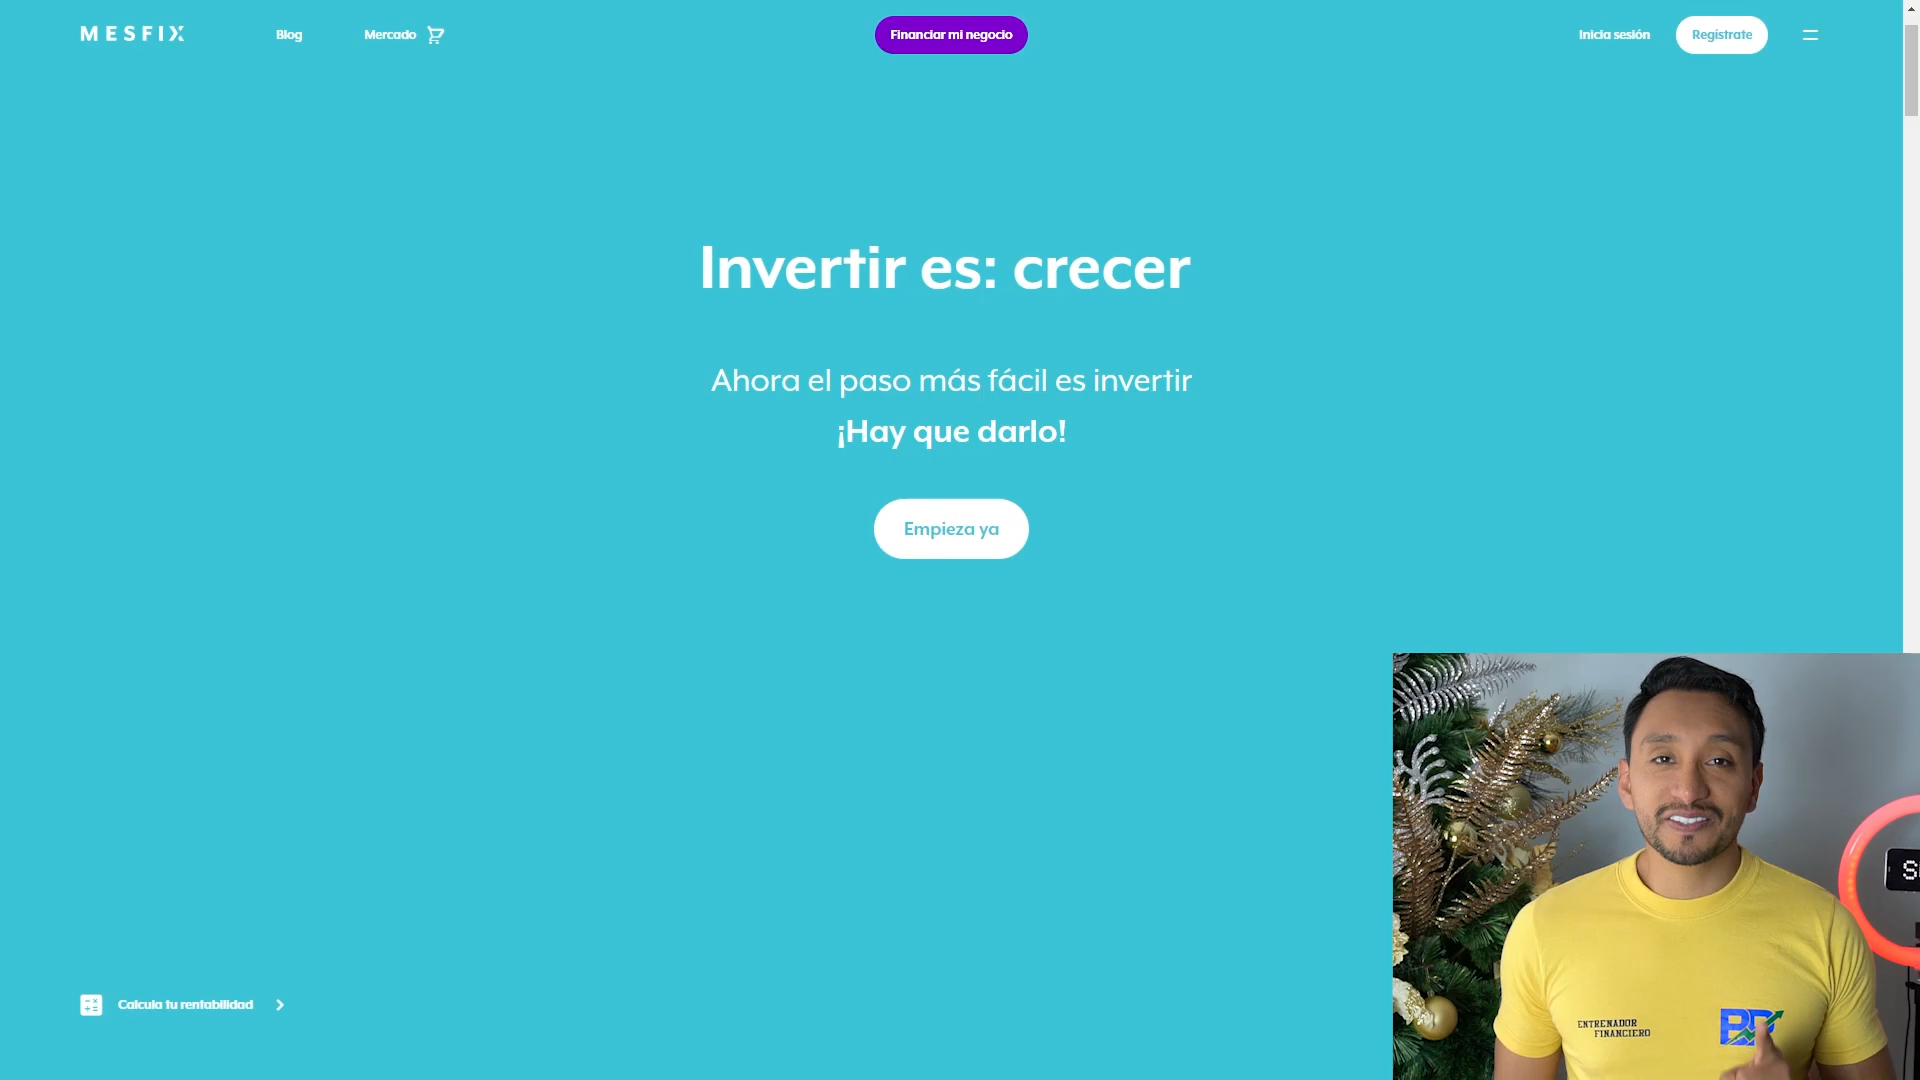 MESFIX
Blog
Mercado
Financiar mi negocio
Inicia sesión
Regístrate
Invertir es: crecer
Ahora el paso más fácil es invertir
¡Hay que darlo!
Empieza ya
Calcula tu rentabilidad
ENTRENADOR
FINANCIERO